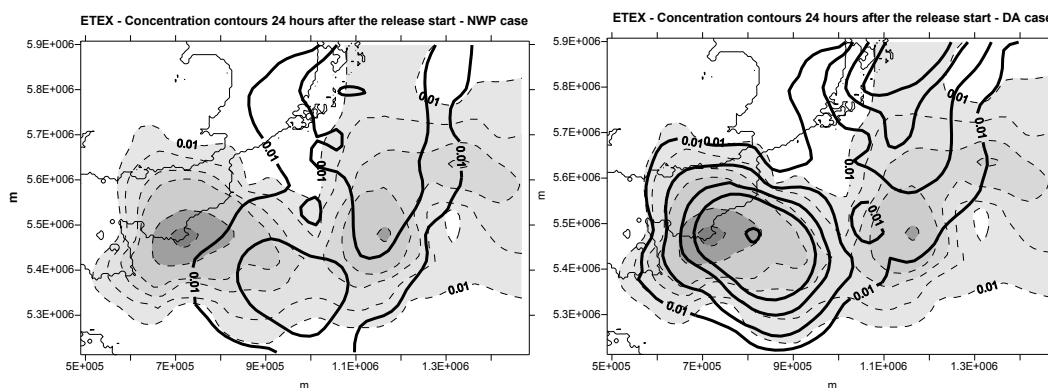 ETEX - Concentration contours 24 hours after the release start - NWP case
5.9E+006
5.8E+006
5.7E+006
5.6E+006
5.5E+006
5.4E+006
5.3E+006
m
0.01
0.01
0.01
0.01
0.01
0.01
0.01
0.01
5E+005 7E+005 9E+005 1.1E+006 1.3E+006
m
ETEX - Concentration contours 24 hours after the release start - DA case
5.9E+006
5.8E+006
5.7E+006
5.6E+006
5.5E+006
5.4E+006
5.3E+006
m
0.01
0.01 0.01
0.01
0.01
0.01
0.01
0.01
0.01
5E+005 7E+005 9E+005 1.1E+006 1.3E+006
m